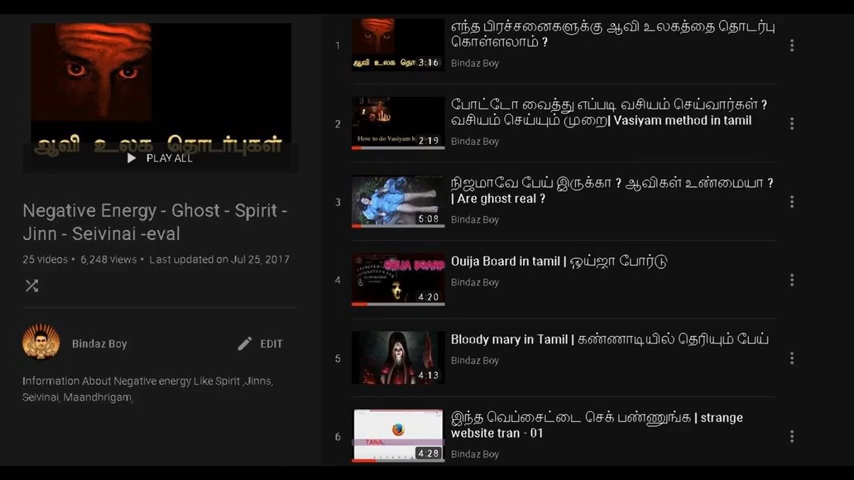 ஆவி உலக தொடர்புகள்
PLAY ALL
Negative Energy - Ghost - Spirit -
Jinn - Seivinai -eval
25 videos • 6,248 views • Last updated on Jul 25, 2017
Bindaz Boy
EDIT
Information About Negative energy Like Spirit ,Jinns,
Seivinai, Maandhrigam,
1
3:16
எந்த பிரச்சனைகளுக்கு ஆவி உலகத்தை தொடர்பு
கொள்ளலாம் ?
Bindaz Boy
2
How to do Vasiyam b
2:19
போட்டோ வைத்து எப்படி வசியம் செய்வார்கள் ?
வசியம் செய்யும் முறை| Vasiyam method in tamil
Bindaz Boy
3
5:08
நிஜமாவே பேய் இருக்கா ? ஆவிகள் உண்மையா ?
| Are ghost real ?
Bindaz Boy
4
OUIJA BOARD
4:20
Ouija Board in tamil | ஒய்ஜா போர்டு
Bindaz Boy
5
4:13
Bloody mary in Tamil | கண்ணாடியில் தெரியும் பேய்
Bindaz Boy
6
TANA
4:28
இந்த வெப்சைட்டை செக் பண்ணுங்க | strange
website tran - 01
Bindaz Boy